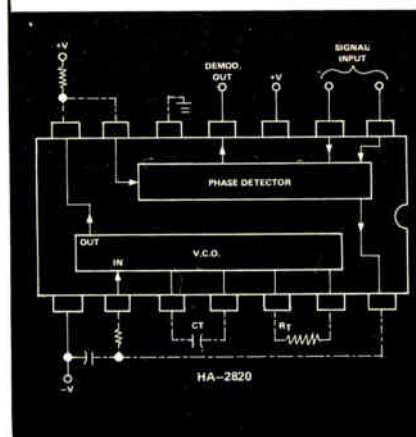 +V
SIGNAL
INPUT
DEMOD.
OUT
+V
PHASE DETECTOR
OUT
V.C.O.
IN
CT
RT
-V
HA--2820